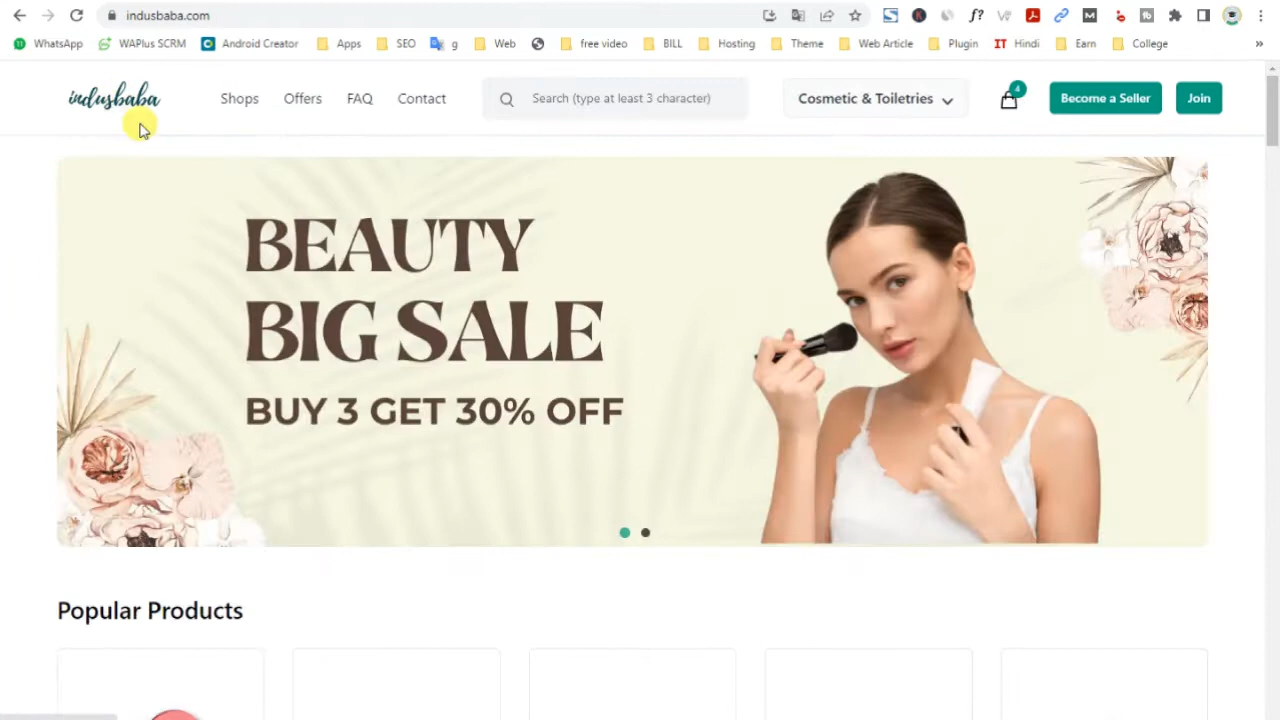 indusbaba.com
WhatsApp WAPlus SCRM Android Creator Apps SEO g Web free video BILL Hosting Theme Web Article Plugin IT Hindi Earn College »
indusbaba Shops Offers FAQ Contact Search (type at least 3 character) Cosmetic & Toiletries 4 Become a Seller Join
BEAUTY
BIG SALE
BUY 3 GET 30% OFF
Popular Products